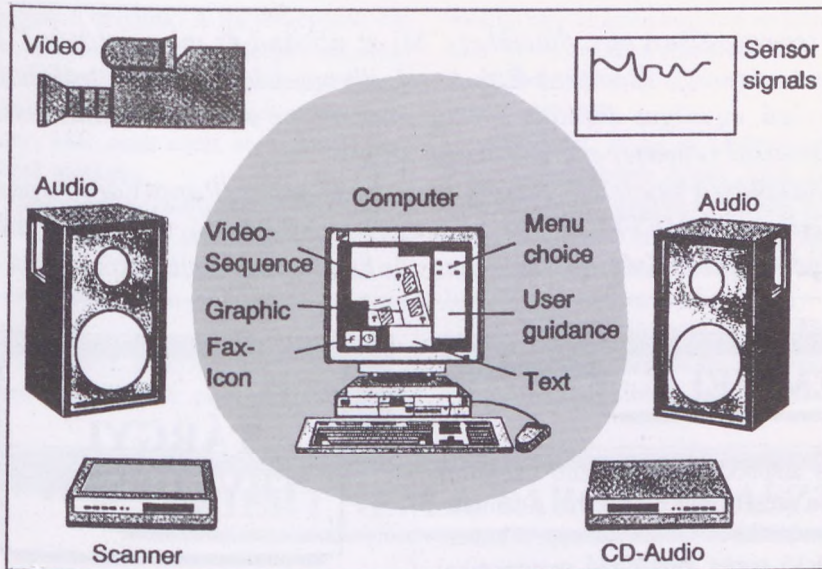 Video
Sensor
signals
Audio
Computer
Audio
Video-
Sequence
Menu
choice
Graphic
User
guidance
Fax-
Icon
Text
Scanner
CD-Audio